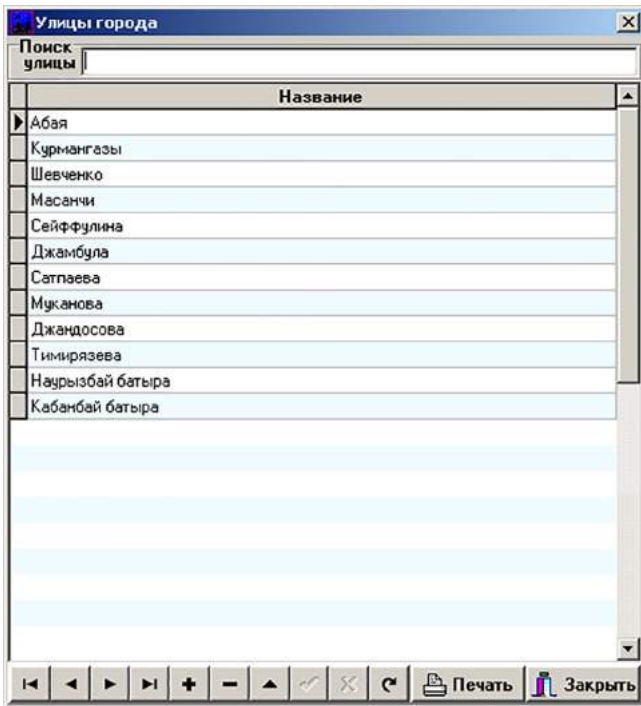 Улицы города
Поиск
улицы
Название
Абая
Курмангазы
Шевченко
Масанчи
Сейффулина
Джамбула
Сатпаева
Муканова
Джандосова
Тимирязева
Наурызбай батыра
Кабанбай батыра
Печать Закрыть